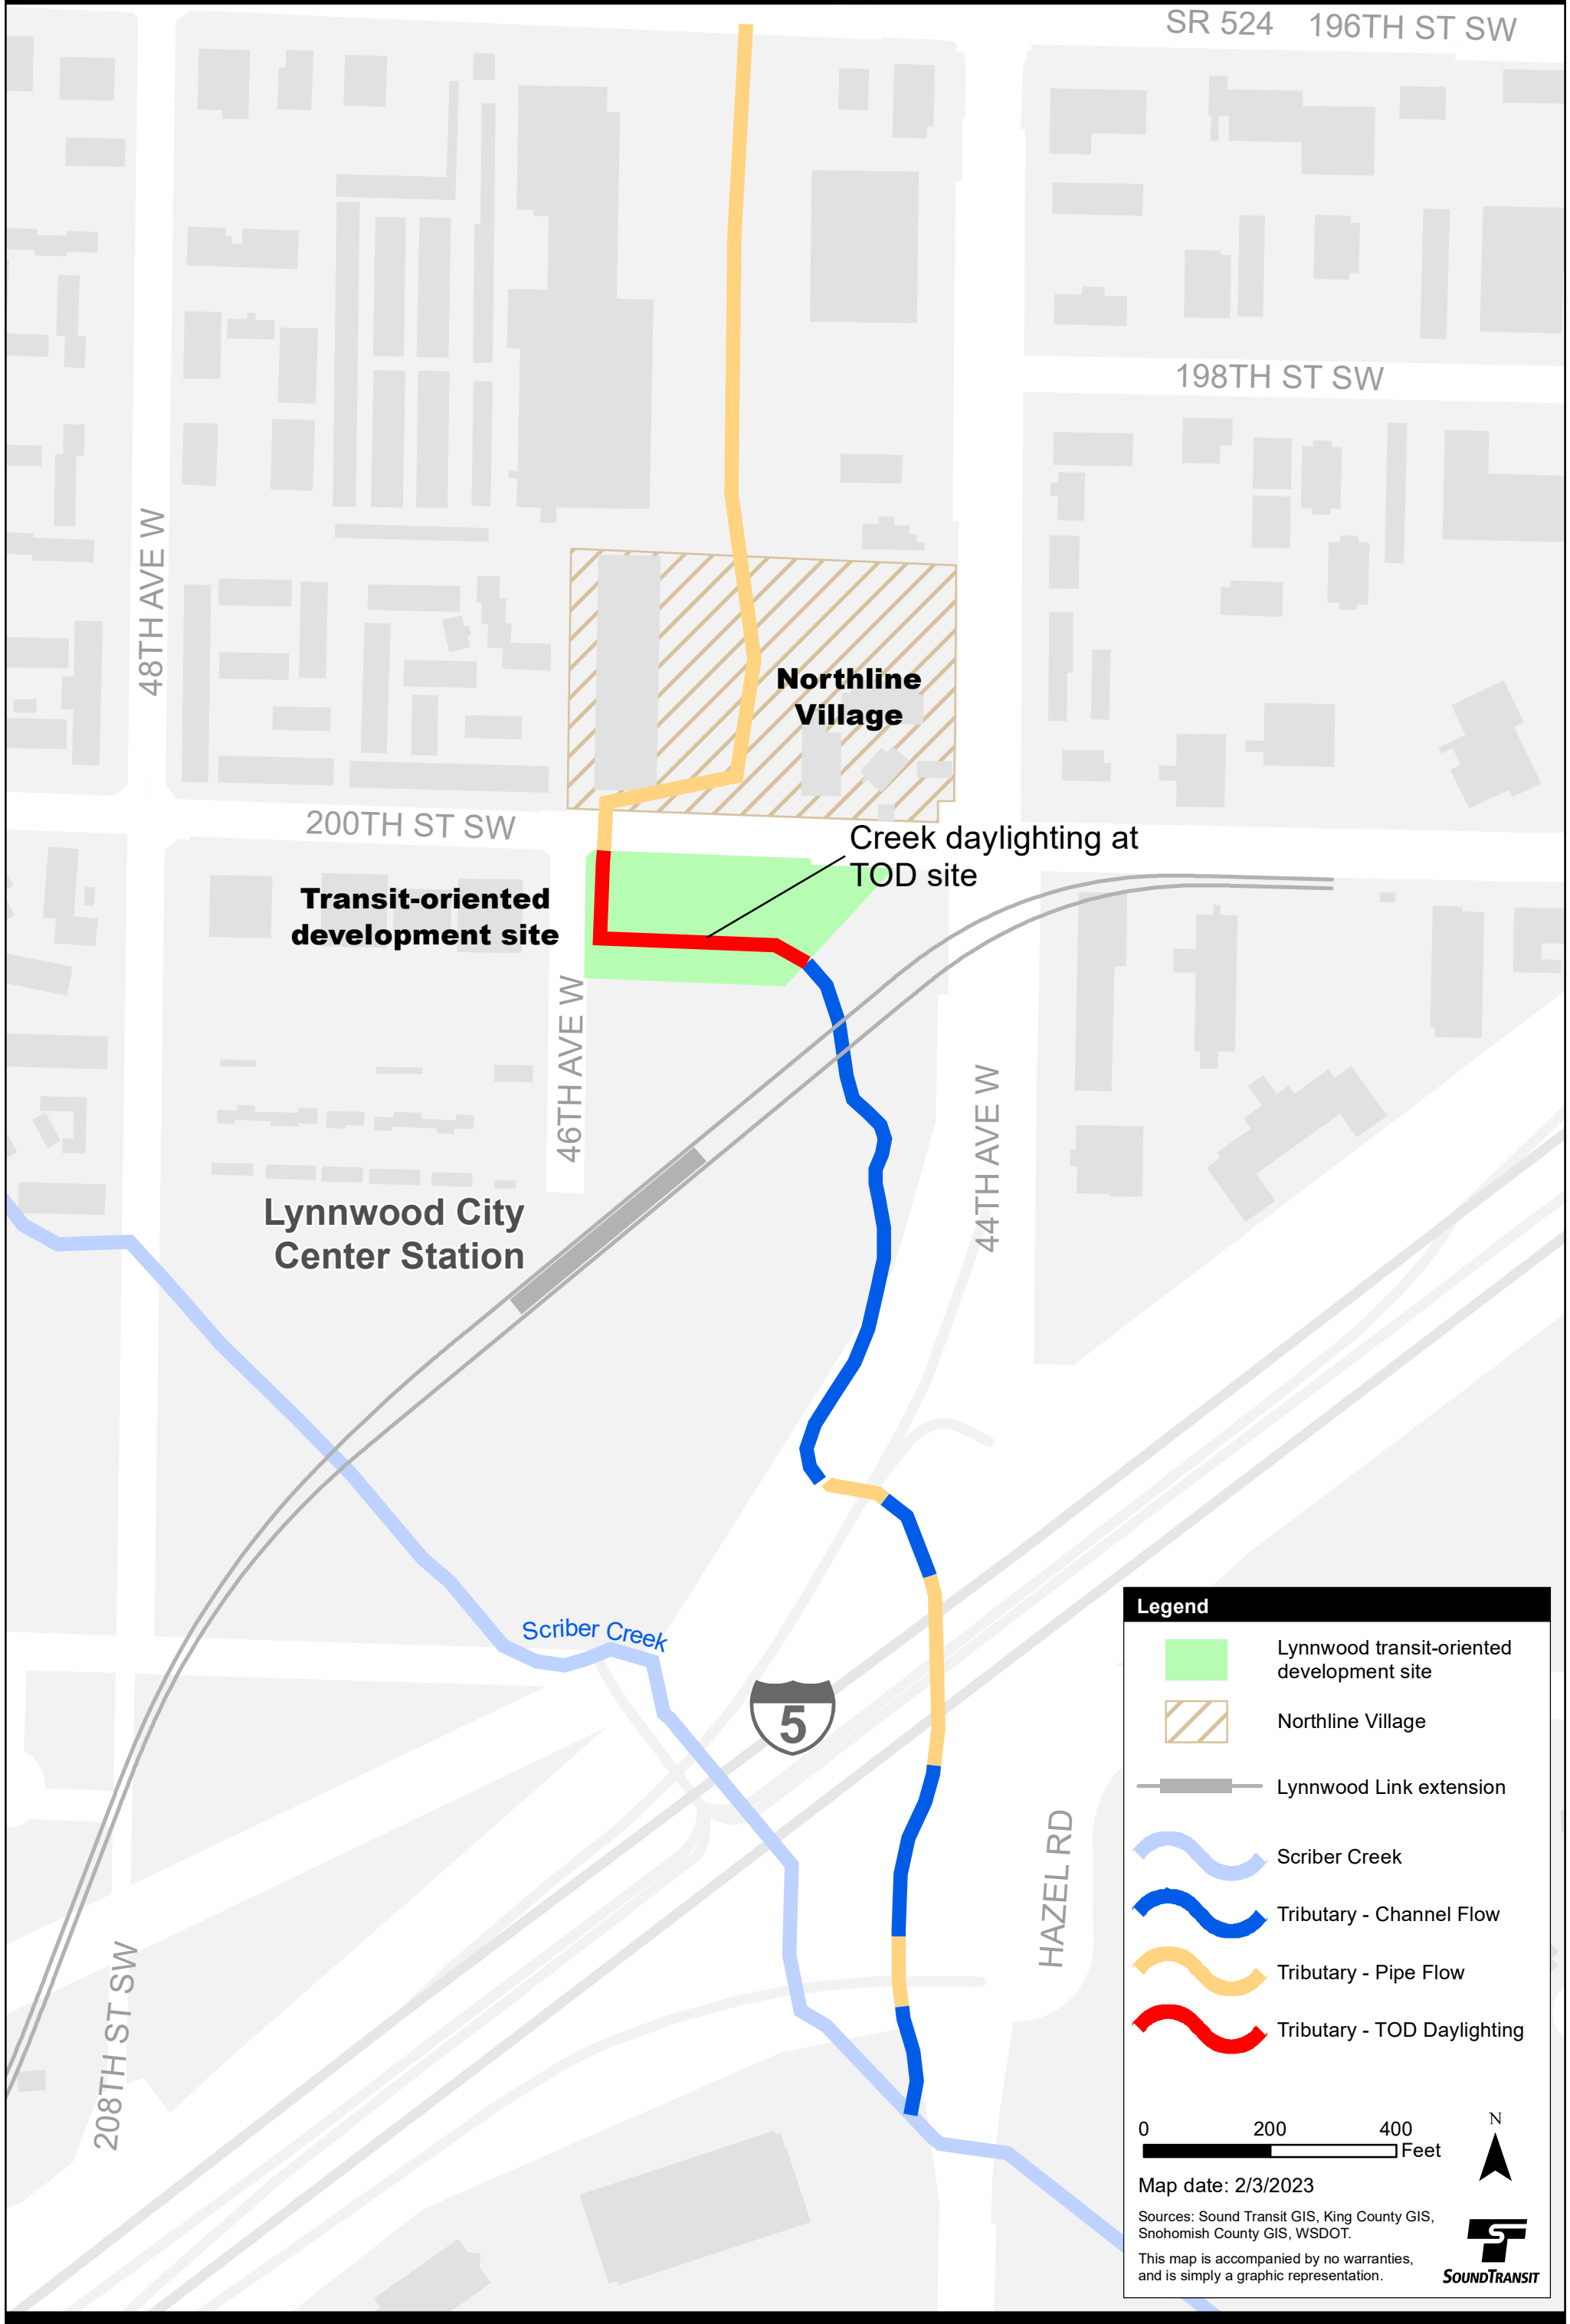 SR 524 196TH ST SW
198TH ST SW
48TH AVE W
Northline
Village
200TH ST SW
Creek daylighting at
TOD site
Transit-oriented
development site
46TH AVE W
44TH AVE W
Lynnwood City
Center Station
Scriber Creek
5
HAZEL RD
208TH ST SW
Legend
Lynnwood transit-oriented
development site
Northline Village
Lynnwood Link extension
Scriber Creek
Tributary - Channel Flow
Tributary - Pipe Flow
Tributary - TOD Daylighting
0 200 400
Feet
N
Map date: 2/3/2023
Sources: Sound Transit GIS, King County GIS,
Snohomish County GIS, WSDOT.
This map is accompanied by no warranties,
and is simply a graphic representation.
SOUNDTRANSIT